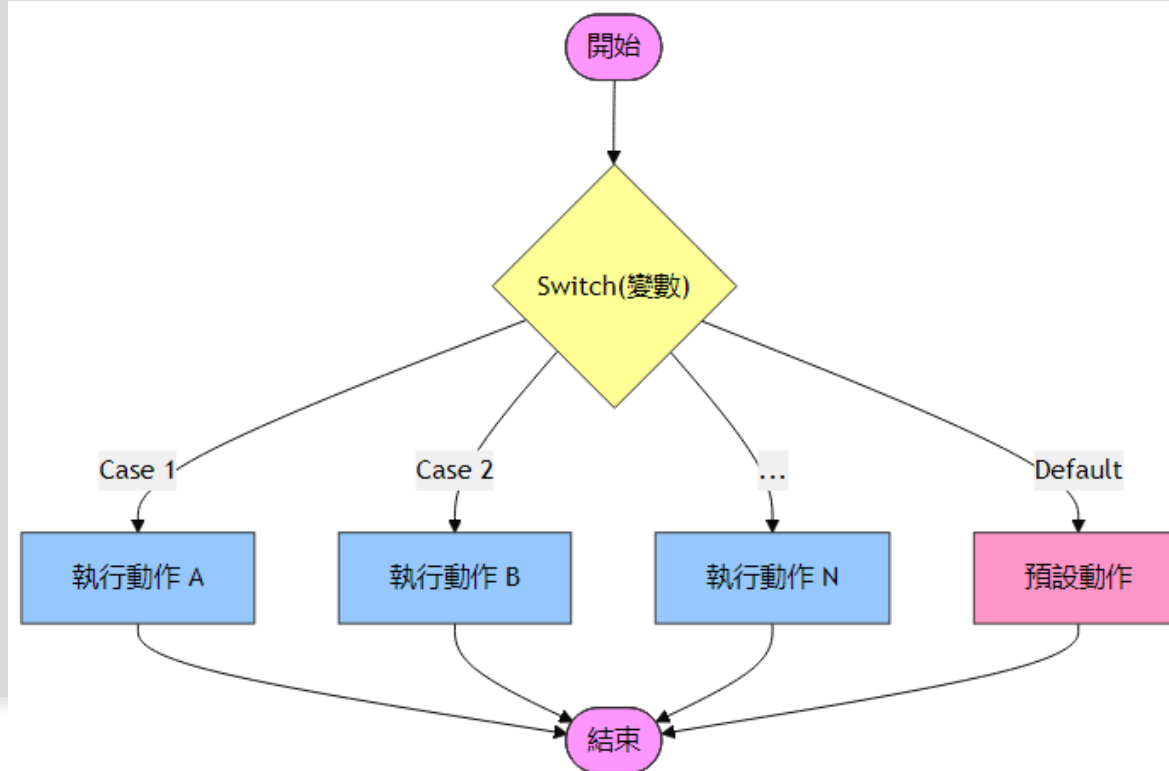 開始
Switch(變數)
Case 1
Case 2
...
Default
執行動作 A
執行動作 B
執行動作 N
預設動作
結束